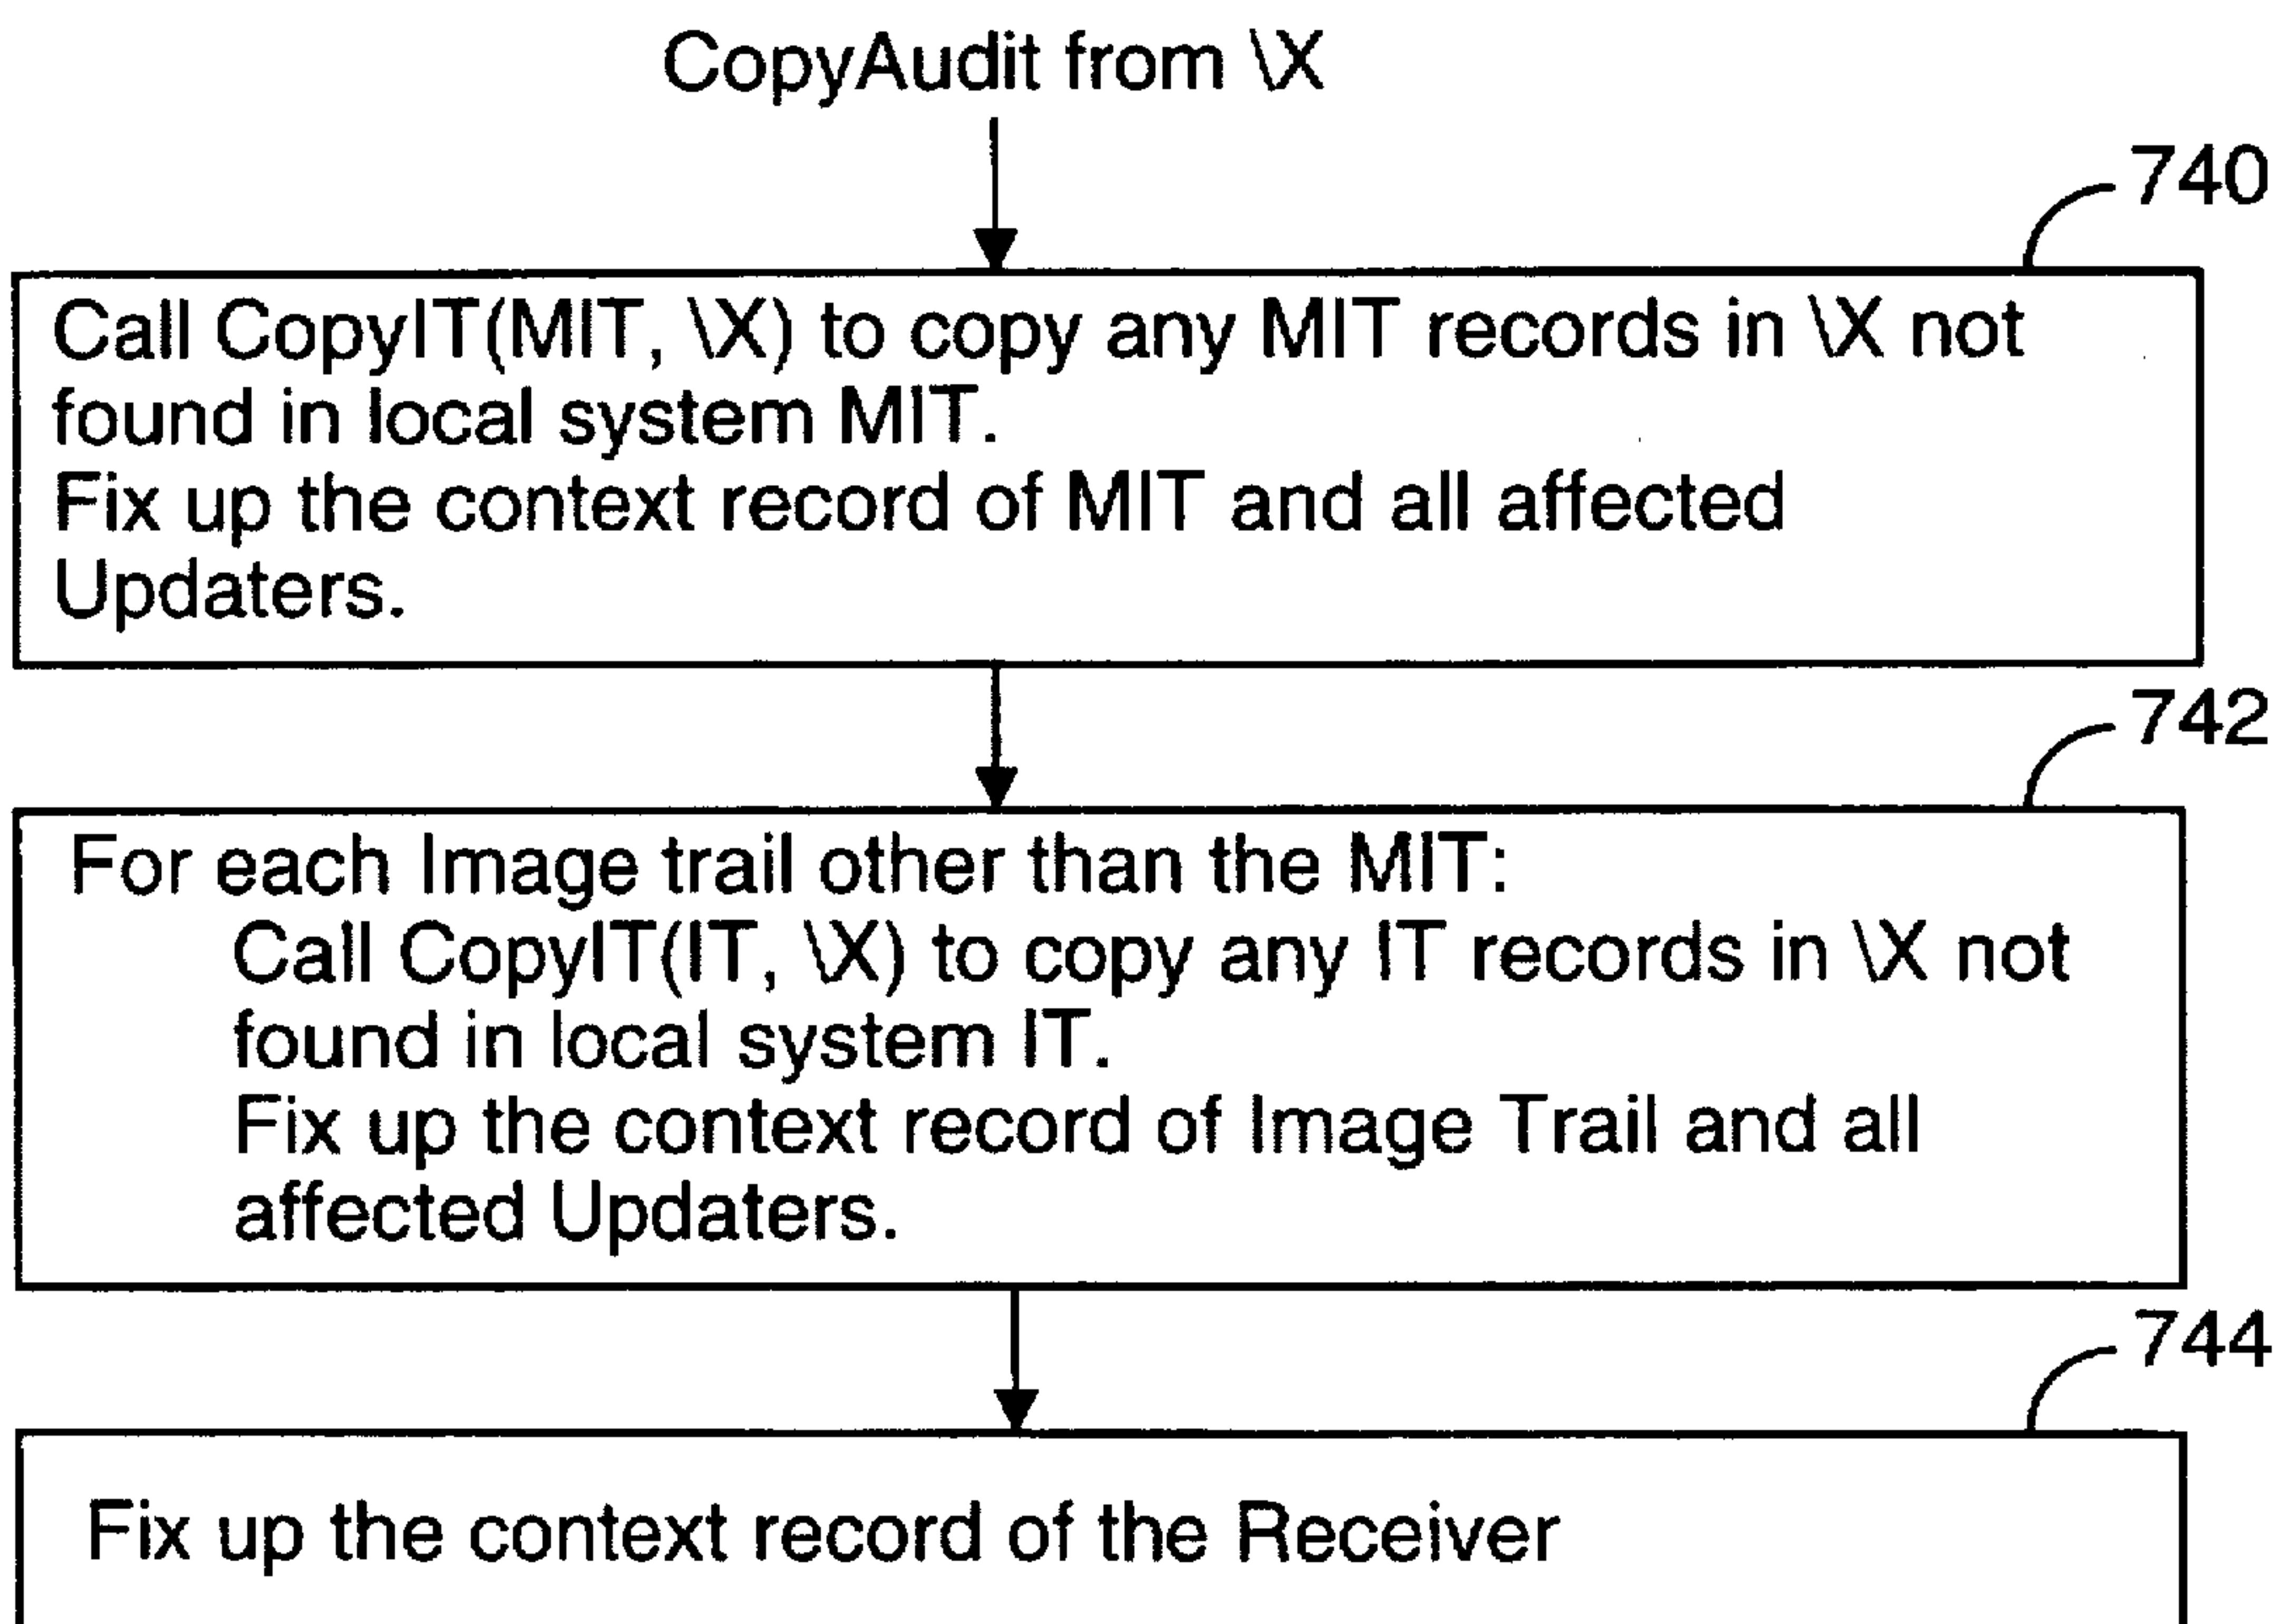 CopyAudit from \X
740
Call CopyIT(MIT, \X) to copy any MIT records in \X not
found in local system MIT.
Fix up the context record of MIT and all affected
Updaters.
742
For each Image trail other than the MIT:
Call CopyIT(IT, \X) to copy any IT records in \X not
found in local system IT.
Fix up the context record of Image Trail and all
affected Updaters.
744
Fix up the context record of the Receiver